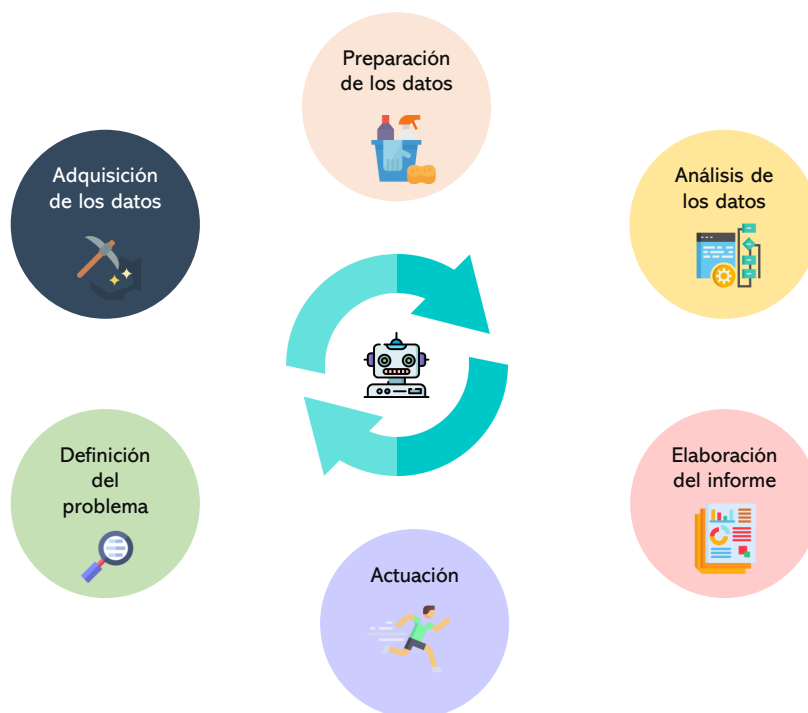 Preparación
de los datos
Adquisición
de los datos
Análisis de
los datos
Definición
del
problema
Elaboración
del informe
Actuación